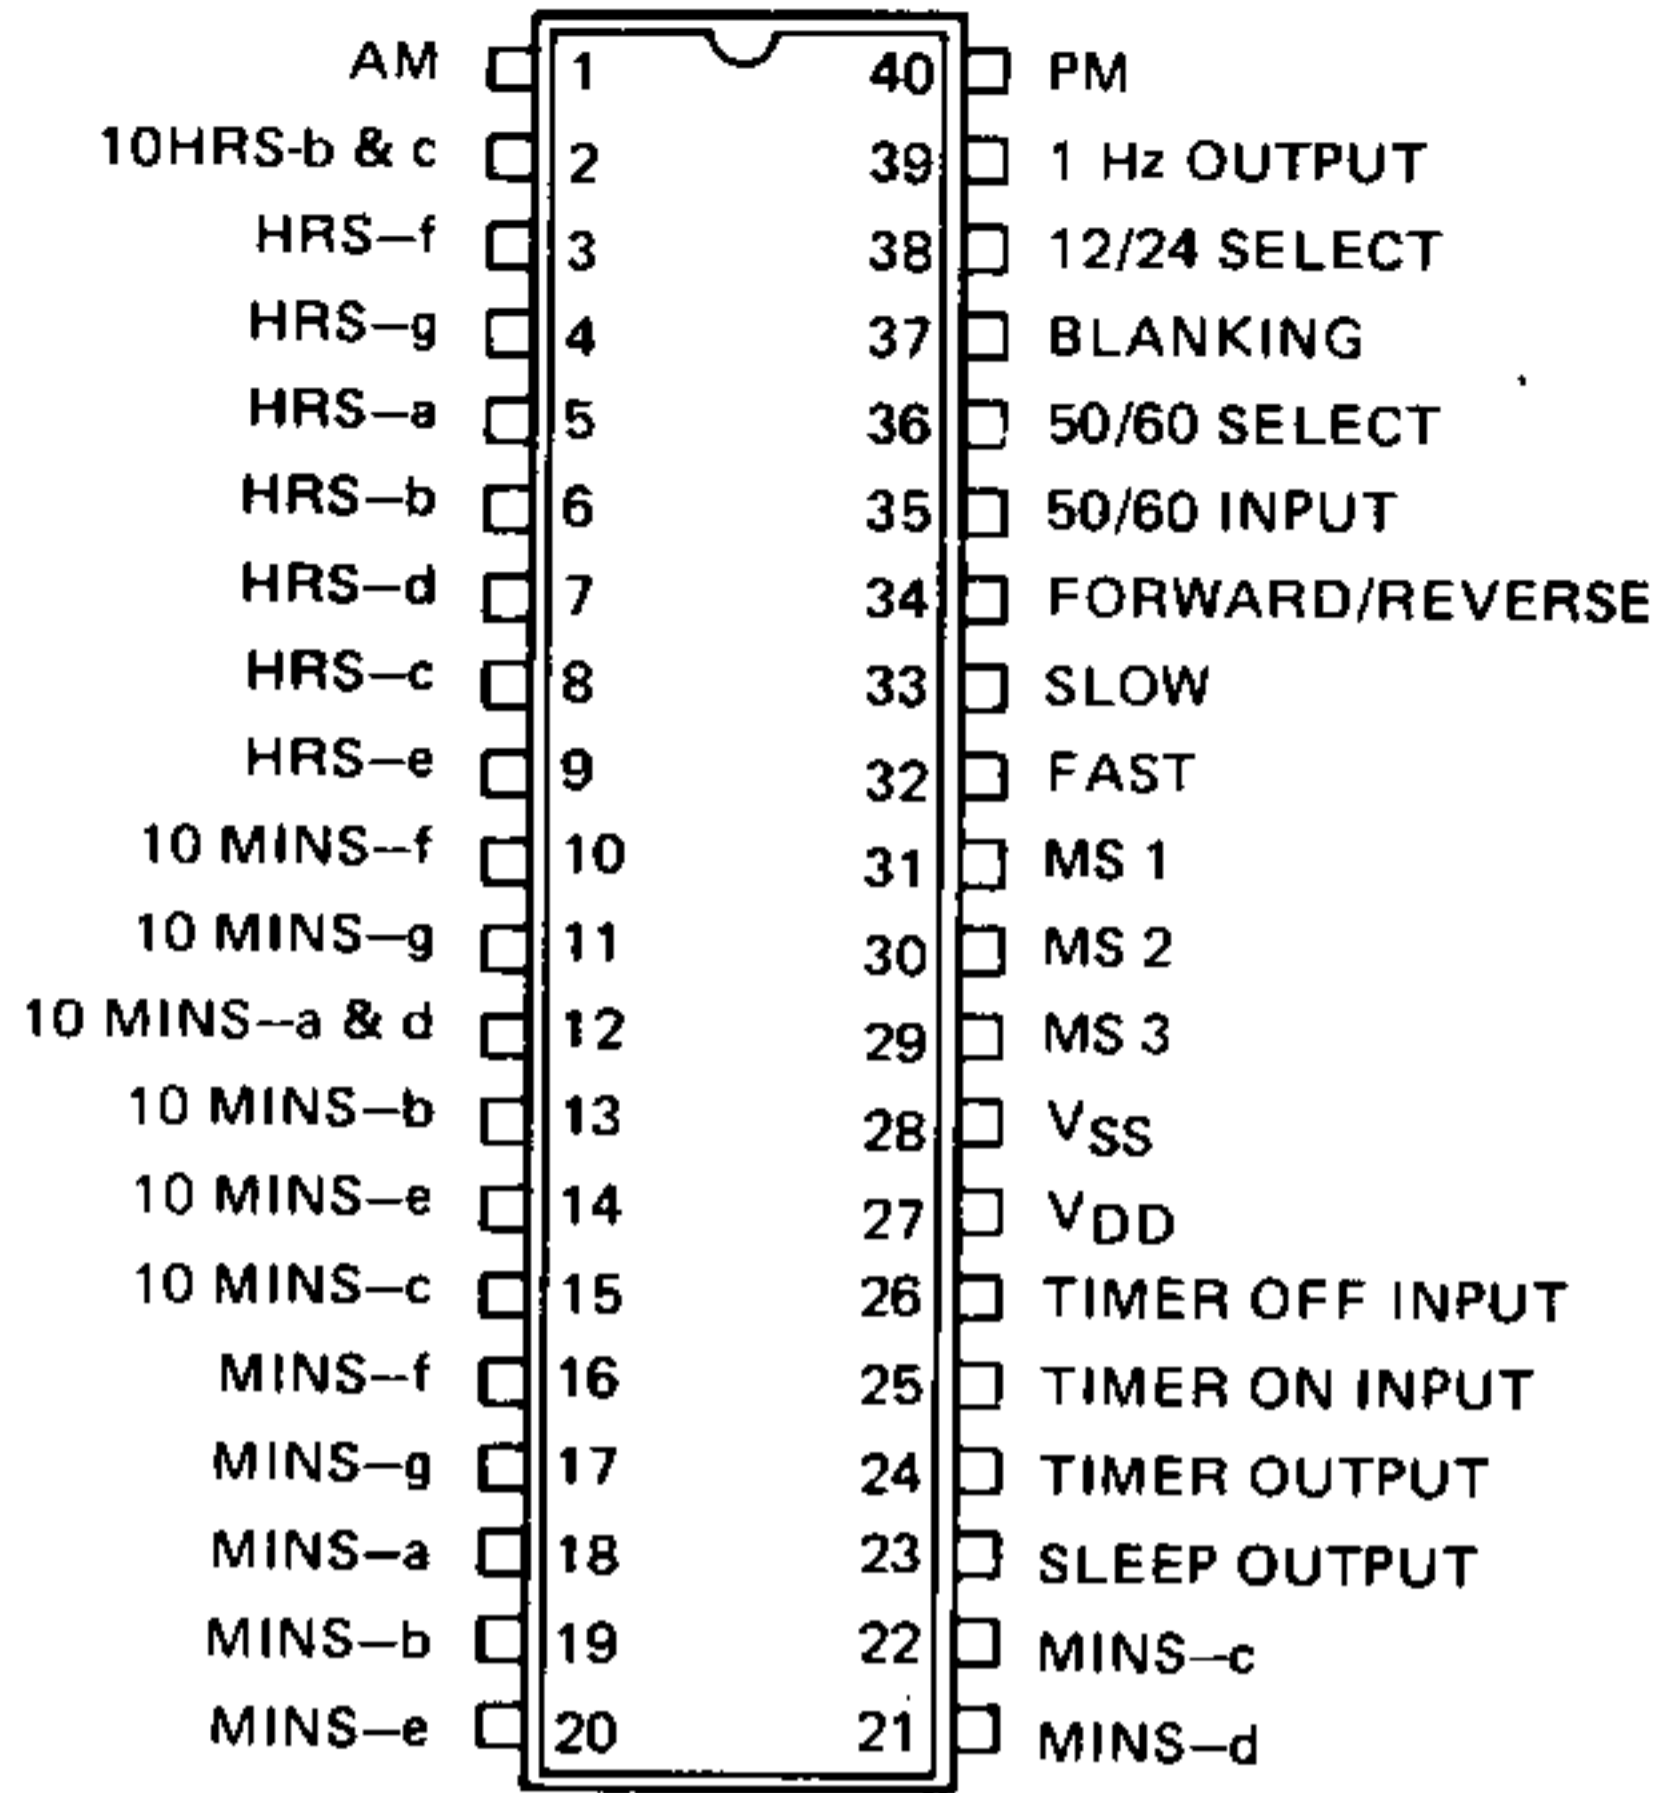 AM 1 40 PM
10HRS-b & c 2 39 1 Hz OUTPUT
HRS–f 3 38 12/24 SELECT
HRS–g 4 37 BLANKING
HRS–a 5 36 50/60 SELECT
HRS–b 6 35 50/60 INPUT
HRS–d 7 34 FORWARD/REVERSE
HRS–c 8 33 SLOW
HRS–e 9 32 FAST
10 MINS–f 10 31 MS 1
10 MINS–g 11 30 MS 2
10 MINS–a & d 12 29 MS 3
10 MINS–b 13 28 VSS
10 MINS–e 14 27 VDD
10 MINS–c 15 26 TIMER OFF INPUT
MINS–f 16 25 TIMER ON INPUT
MINS–g 17 24 TIMER OUTPUT
MINS–a 18 23 SLEEP OUTPUT
MINS–b 19 22 MINS–c
MINS–e 20 21 MINS–d